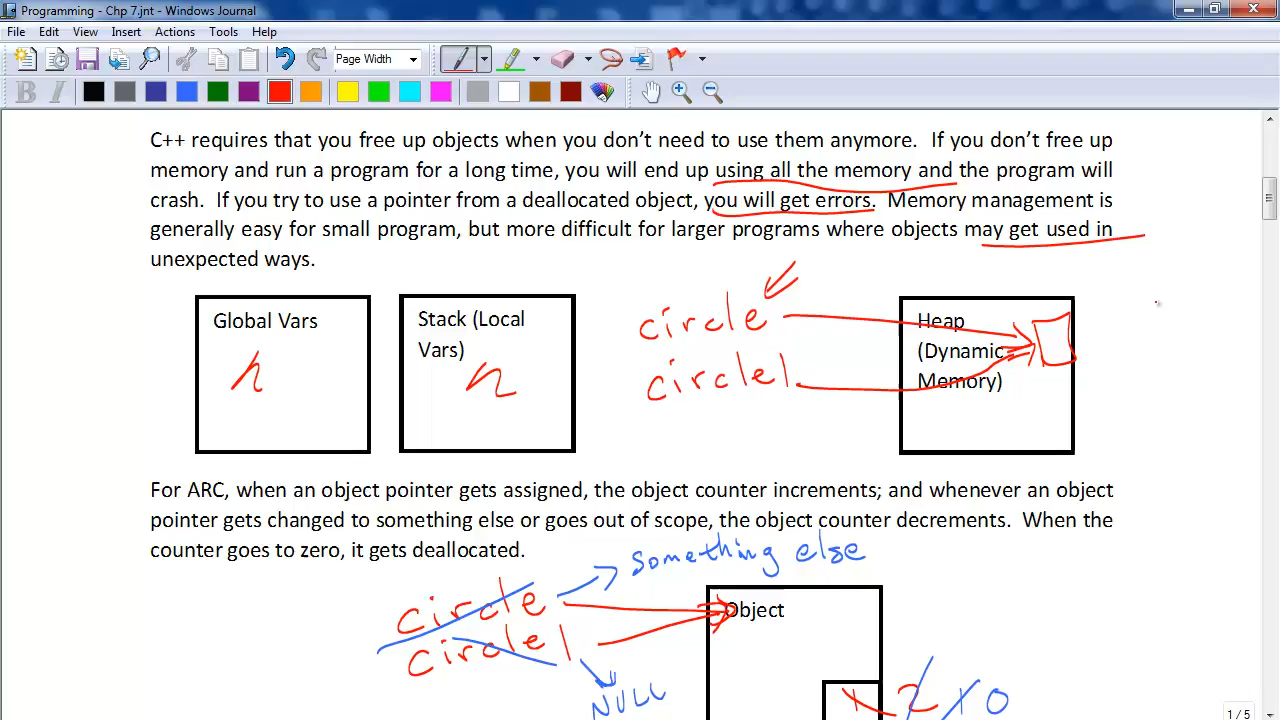 Programming - Chp 7.jnt - Windows Journal
File Edit View Insert Actions Tools Help
Page Width
B I
C++ requires that you free up objects when you don't need to use them anymore. If you don't free up
memory and run a program for a long time, you will end up using all the memory and the program will
crash. If you try to use a pointer from a deallocated object, you will get errors. Memory management is
generally easy for small program, but more difficult for larger programs where objects may get used in
unexpected ways.
Global Vars
Stack (Local
Vars)
circle
circle1
Heap
(Dynamic
Memory)
For ARC, when an object pointer gets assigned, the object counter increments; and whenever an object
pointer gets changed to something else or goes out of scope, the object counter decrements. When the
counter goes to zero, it gets deallocated.
something else
circle
circle1
NULL
Object
1 2 1 0
1 / 5